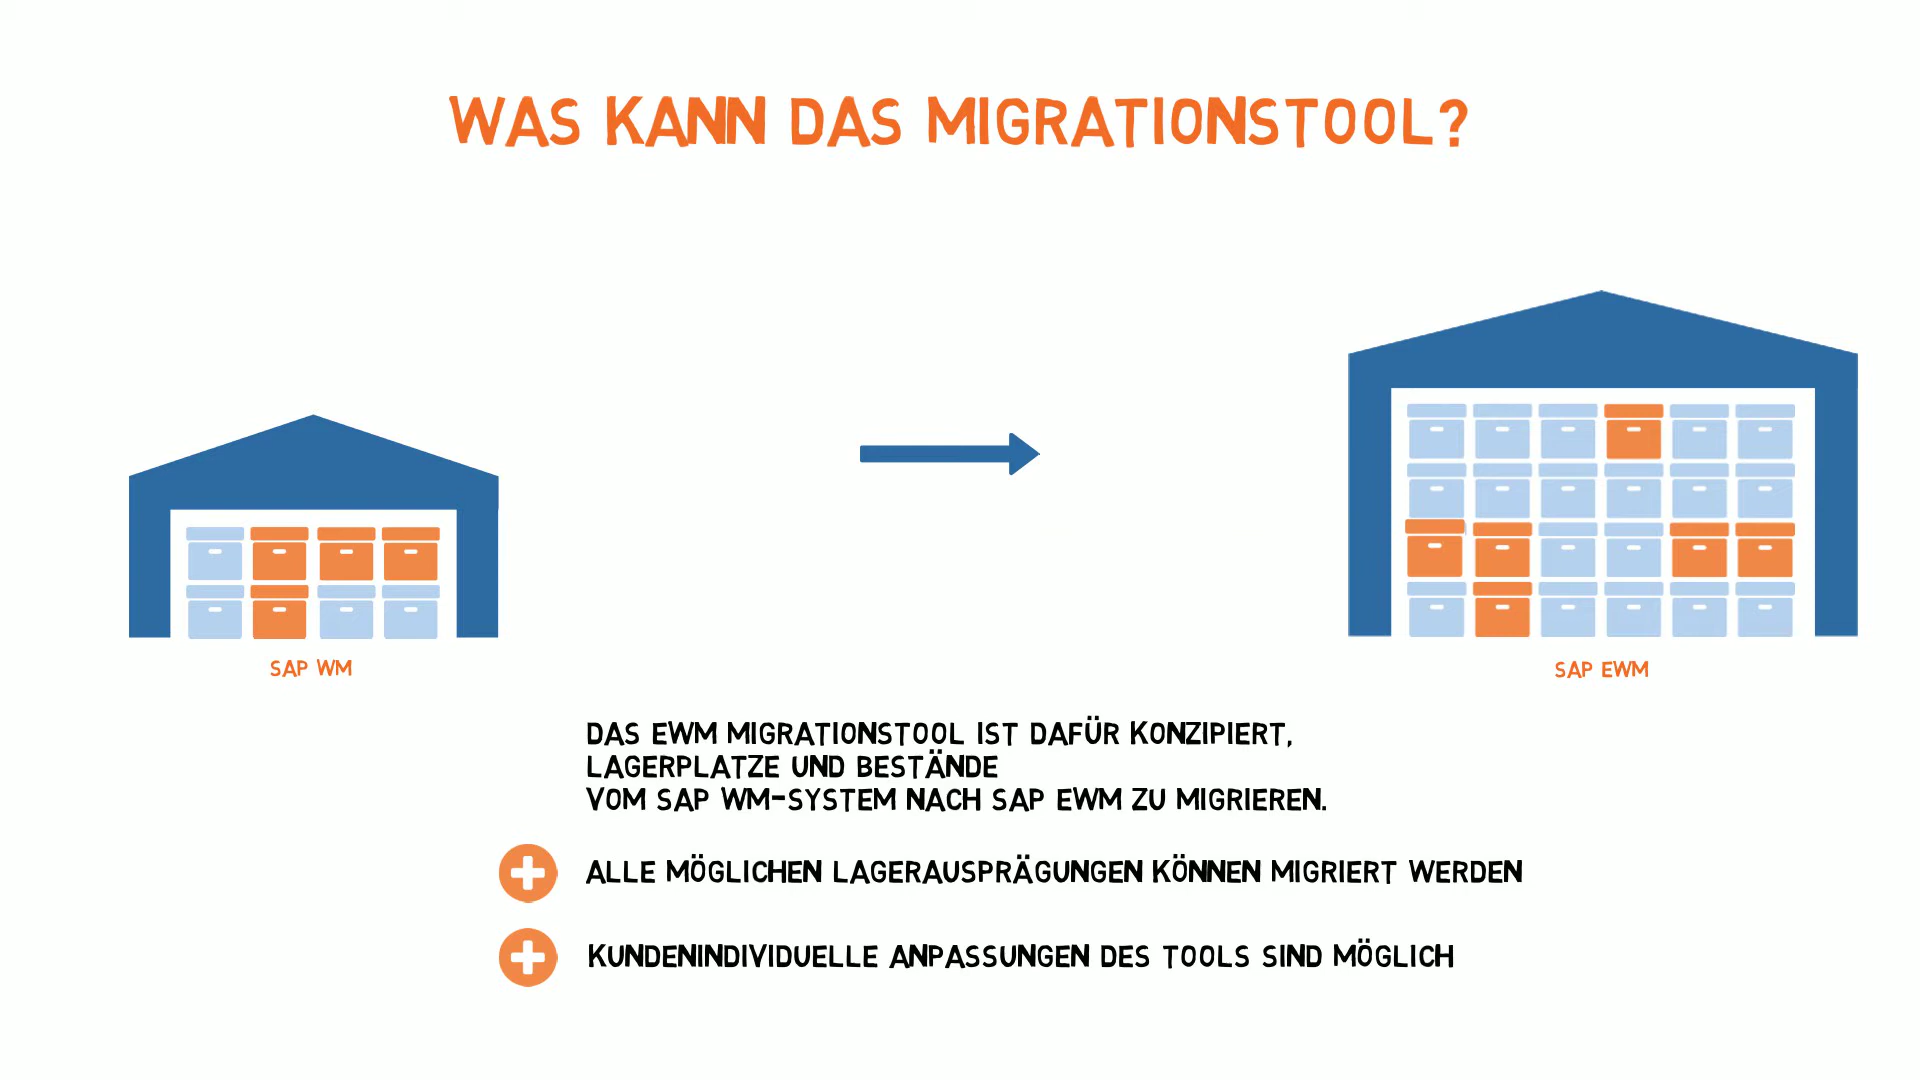 WAS KANN DAS MIGRATIONSTOOL?
SAP WM
SAP EWM
DAS EWM MIGRATIONSTOOL IST DAFÜR KONZIPIERT,
LAGERPLATZE UND BESTÄNDE
VOM SAP WM-SYSTEM NACH SAP EWM ZU MIGRIEREN.
ALLE MÖGLICHEN LAGERAUSPRÄGUNGEN KÖNNEN MIGRIERT WERDEN
KUNDENINDIVIDUELLE ANPASSUNGEN DES TOOLS SIND MÖGLICH